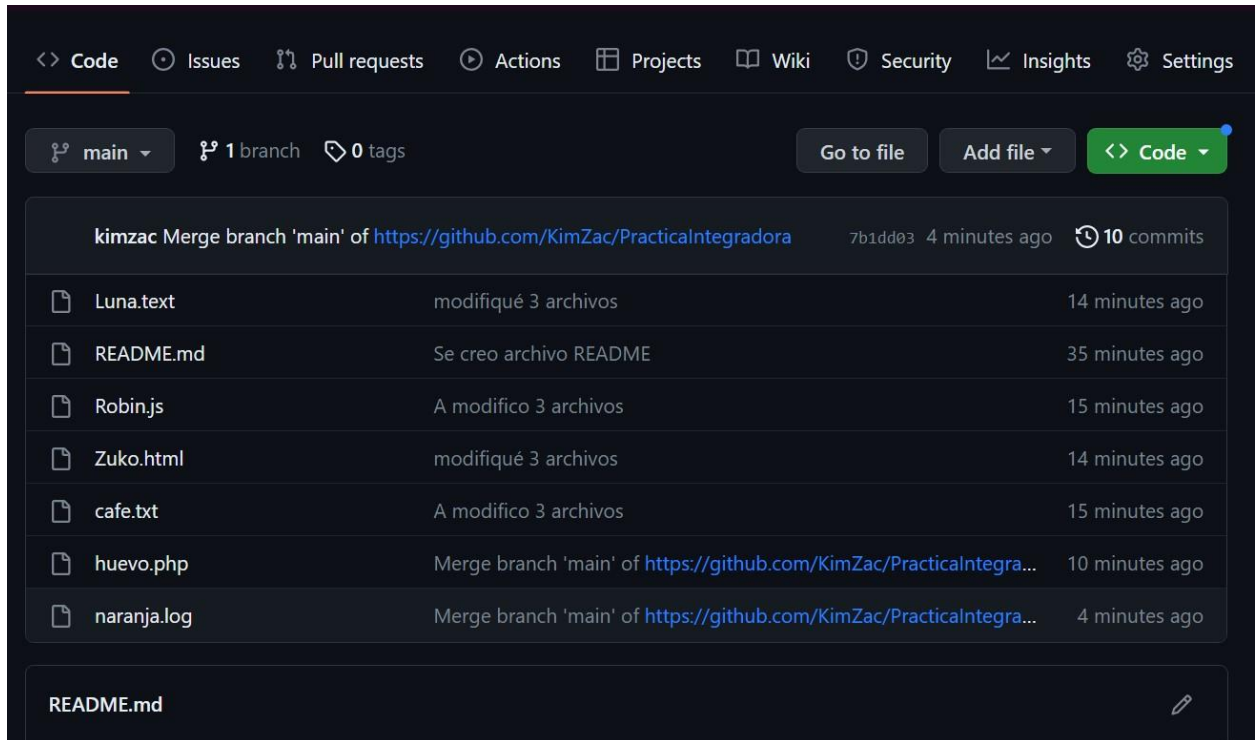 <> Code Issues Pull requests Actions Projects Wiki Security Insights Settings
main 1 branch 0 tags Go to file Add file <> Code
kimzac Merge branch 'main' of https://github.com/KimZac/PracticaIntegradora 7b1dd03 4 minutes ago 10 commits
Luna.text modifiqué 3 archivos 14 minutes ago
README.md Se creo archivo README 35 minutes ago
Robin.js A modifico 3 archivos 15 minutes ago
Zuko.html modifiqué 3 archivos 14 minutes ago
cafe.txt A modifico 3 archivos 15 minutes ago
huevo.php Merge branch 'main' of https://github.com/KimZac/PracticaIntegra... 10 minutes ago
naranja.log Merge branch 'main' of https://github.com/KimZac/PracticaIntegra... 4 minutes ago
README.md